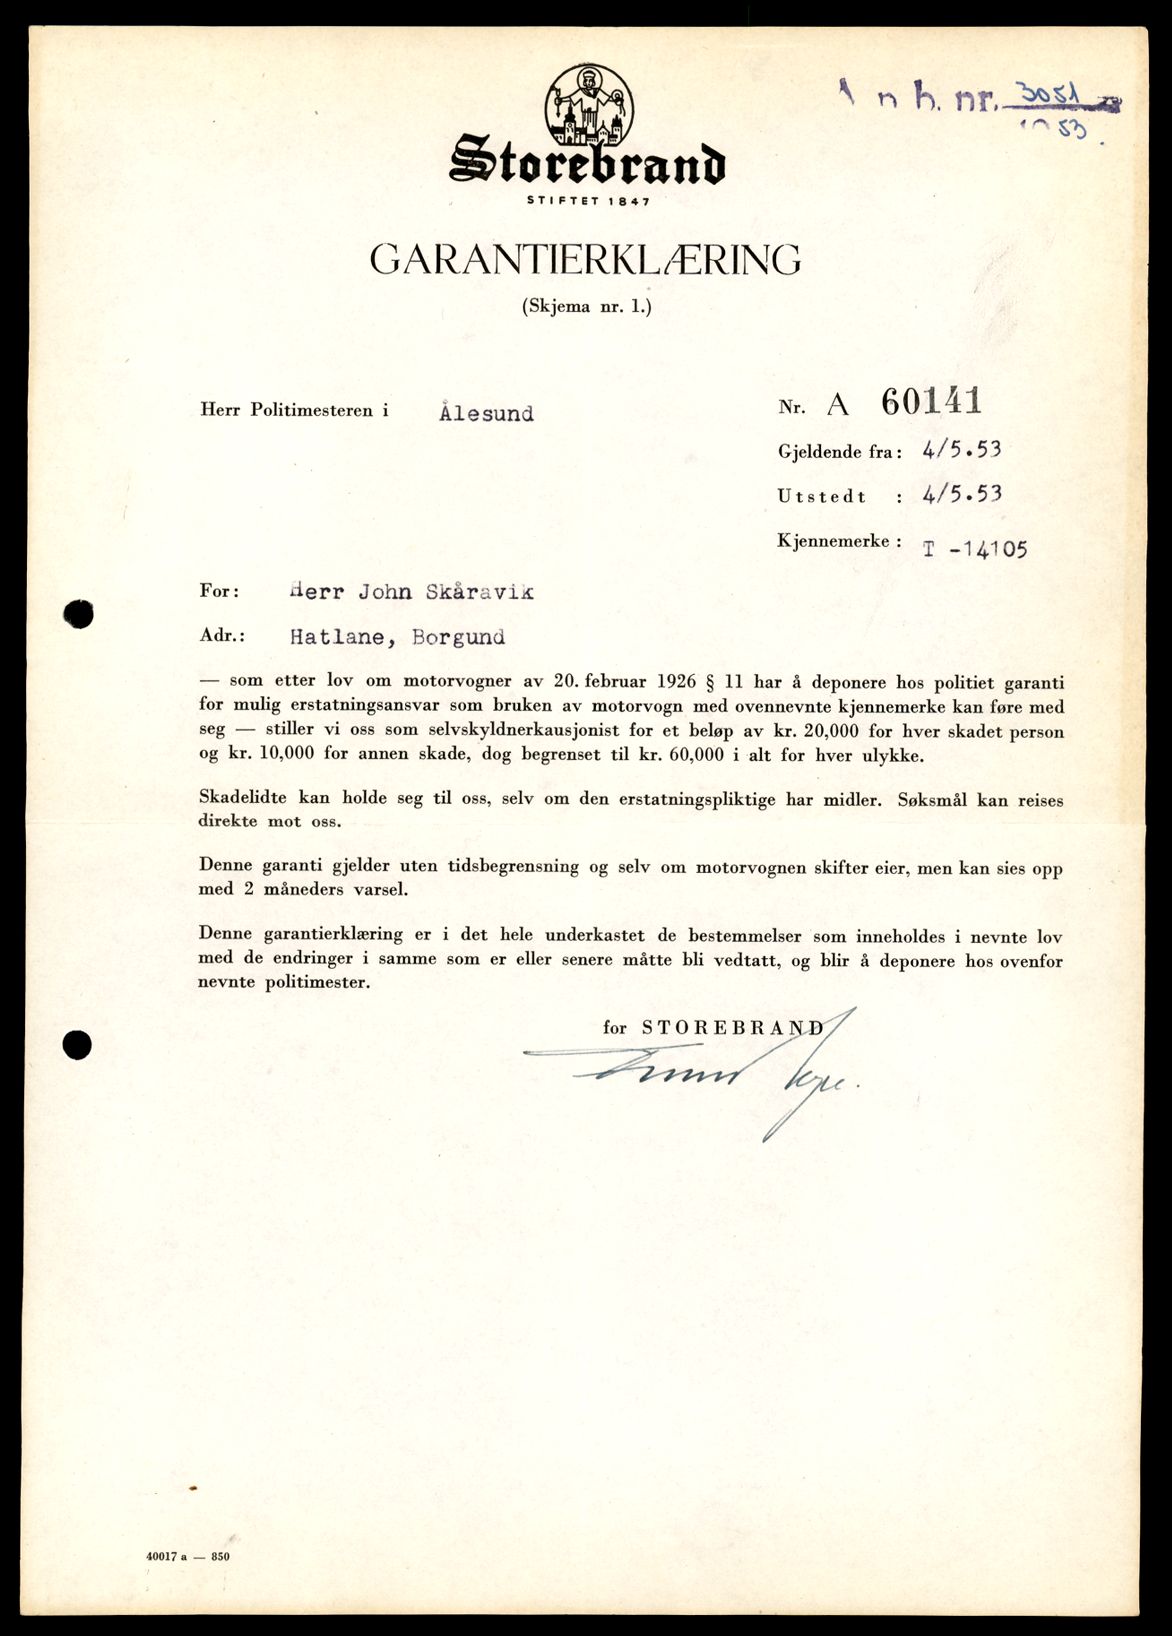 nh. nr. 3051
53
Storebrand
STIFTET 1847
GARANTIERKLÆRING
(Skjema nr. 1.)
Herr Politimesteren i Ålesund
Nr. A 60141
Gjeldende fra: 4/5.53
Utstedt : 4/5.53
Kjennemerke : T -14105
For: Herr John Skåravik
Adr.: Hatlane, Borgund
— som etter lov om motorvogner av 20. februar 1926 § 11 har å deponere hos politiet garanti
for mulig erstatningsansvar som bruken av motorvogn med ovennevnte kjennemerke kan føre med
seg — stiller vi oss som selvskyldnerkausjonist for et beløp av kr. 20,000 for hver skadet person
og kr. 10,000 for annen skade, dog begrenset til kr. 60,000 i alt for hver ulykke.
Skadelidte kan holde seg til oss, selv om den erstatningspliktige har midler. Søksmål kan reises
direkte mot oss.
Denne garanti gjelder uten tidsbegrensning og selv om motorvognen skifter eier, men kan sies opp
med 2 måneders varsel.
Denne garantierklæring er i det hele underkastet de bestemmelser som inneholdes i nevnte lov
med de endringer i samme som er eller senere måtte bli vedtatt, og blir å deponere hos ovenfor
nevnte politimester.
for STOREBRAND
40017 a — 850